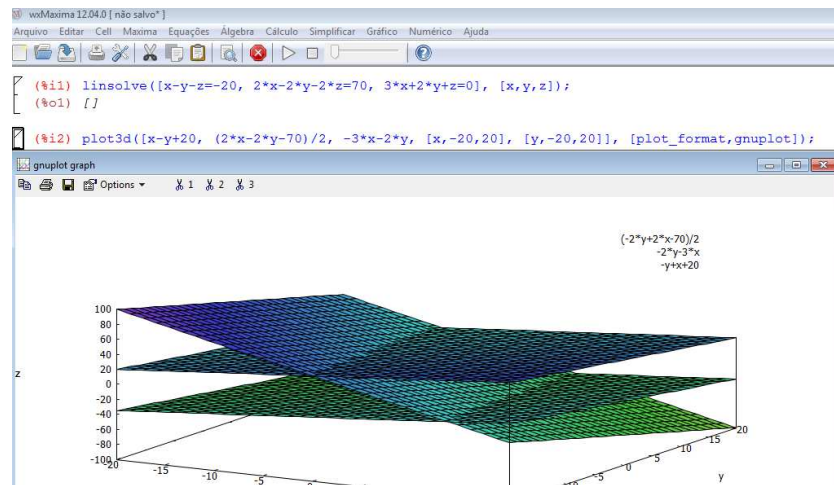 wxMaxima 12.04.0 [ não salvo* ]
Arquivo Editar Cell Maxima Equações Álgebra Cálculo Simplificar Gráfico Numérico Ajuda
(%i1) linsolve([x-y-z=-20, 2*x-2*y-2*z=70, 3*x+2*y+z=0], [x,y,z]);
(%o1) []
(%i2) plot3d([x-y+20, (2*x-2*y-70)/2, -3*x-2*y, [x,-20,20], [y,-20,20]], [plot_format,gnuplot]);
gnuplot graph
Options 1 2 3
(-2*y+2*x-70)/2
-2*y-3*x
-y+x+20
100
80
60
40
20
z 0
-20
-40
-60
-80
-100
-20 -15 -10 -5 0
-10 -5 0 5 10 15 20
y